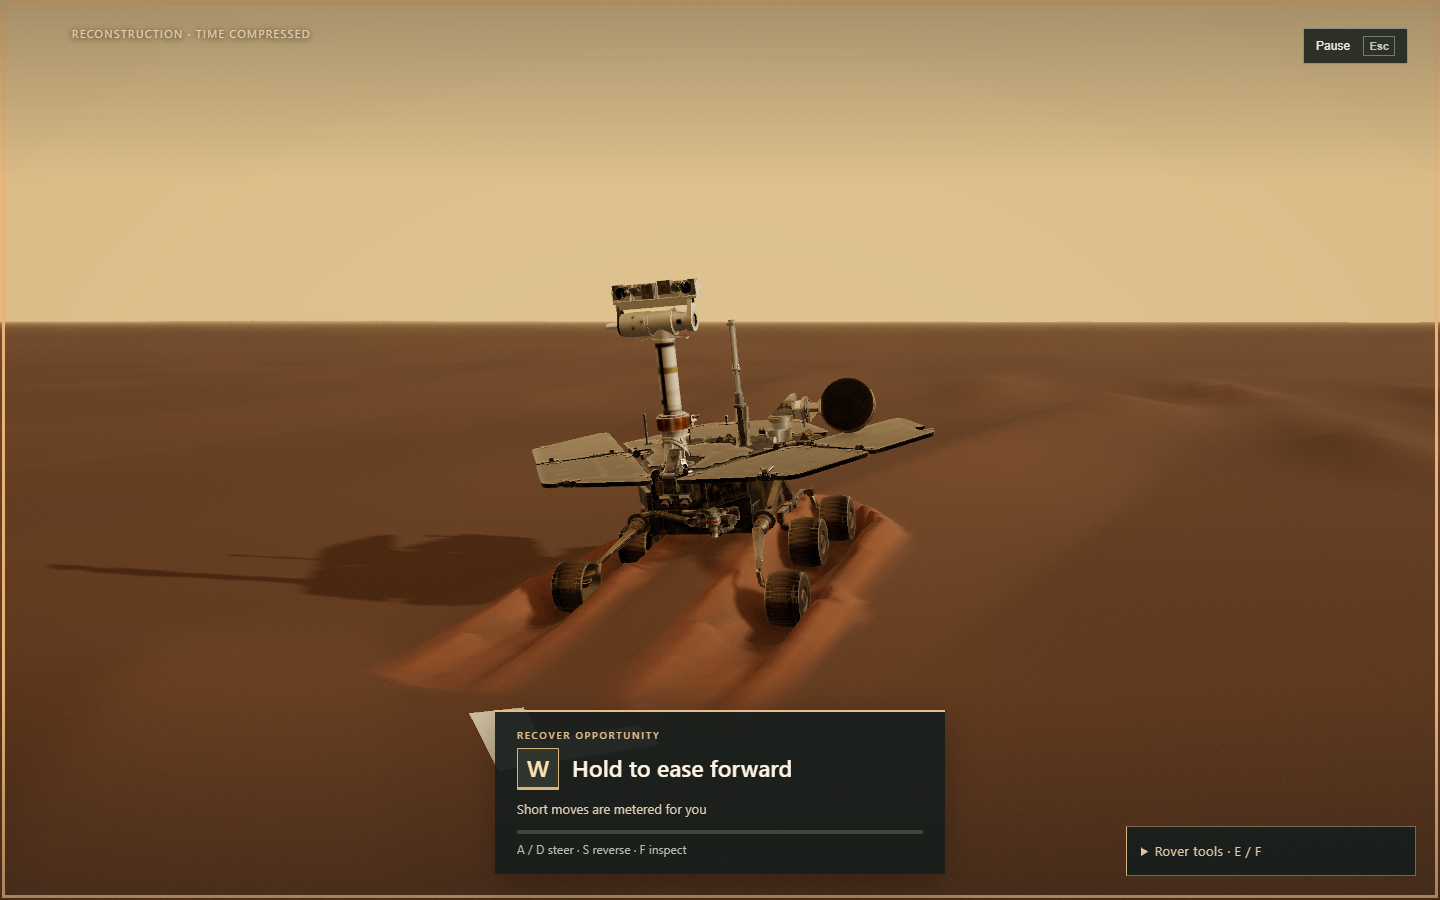 RECONSTRUCTION · TIME COMPRESSED
Pause Esc
RECOVER OPPORTUNITY
W Hold to ease forward
Short moves are metered for you
A / D steer · S reverse · F inspect
▶ Rover tools · E / F